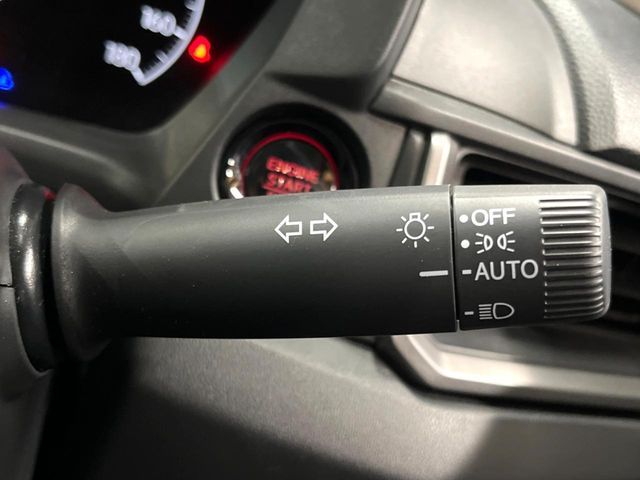 160
180
ENGINE
START
OFF
AUTO